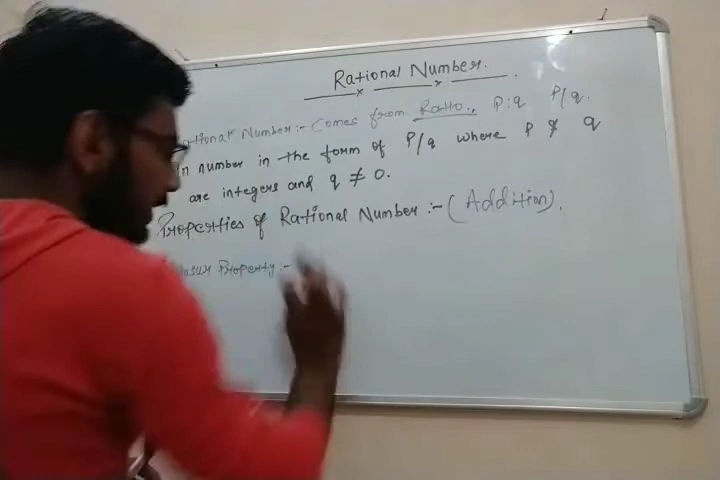 Rational Number.
Number:- Comes from Ratio., P:q P/q.
In number in the form of P/q where P & q
are integers and q ≠ 0.
Properties of Rational Number :- (Addition).
Property :-